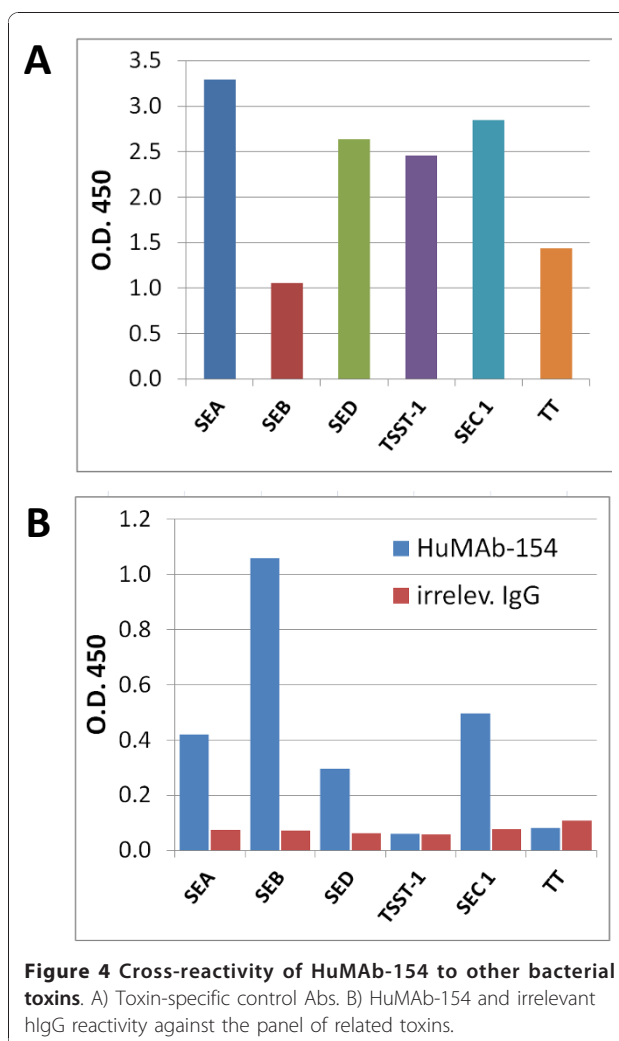 A
3.5
3.0
2.5
2.0
1.5
1.0
0.5
0.0
O.D. 450
SEA
SEB
SED
TSST-1
SEC 1
TT
B
1.2
1.0
0.8
0.6
0.4
0.2
0.0
O.D. 450
HuMAb-154
irrelev. IgG
SEA
SEB
SED
TSST-1
SEC 1
TT
Figure 4 Cross-reactivity of HuMAb-154 to other bacterial
toxins. A) Toxin-specific control Abs. B) HuMAb-154 and irrelevant
hIgG reactivity against the panel of related toxins.